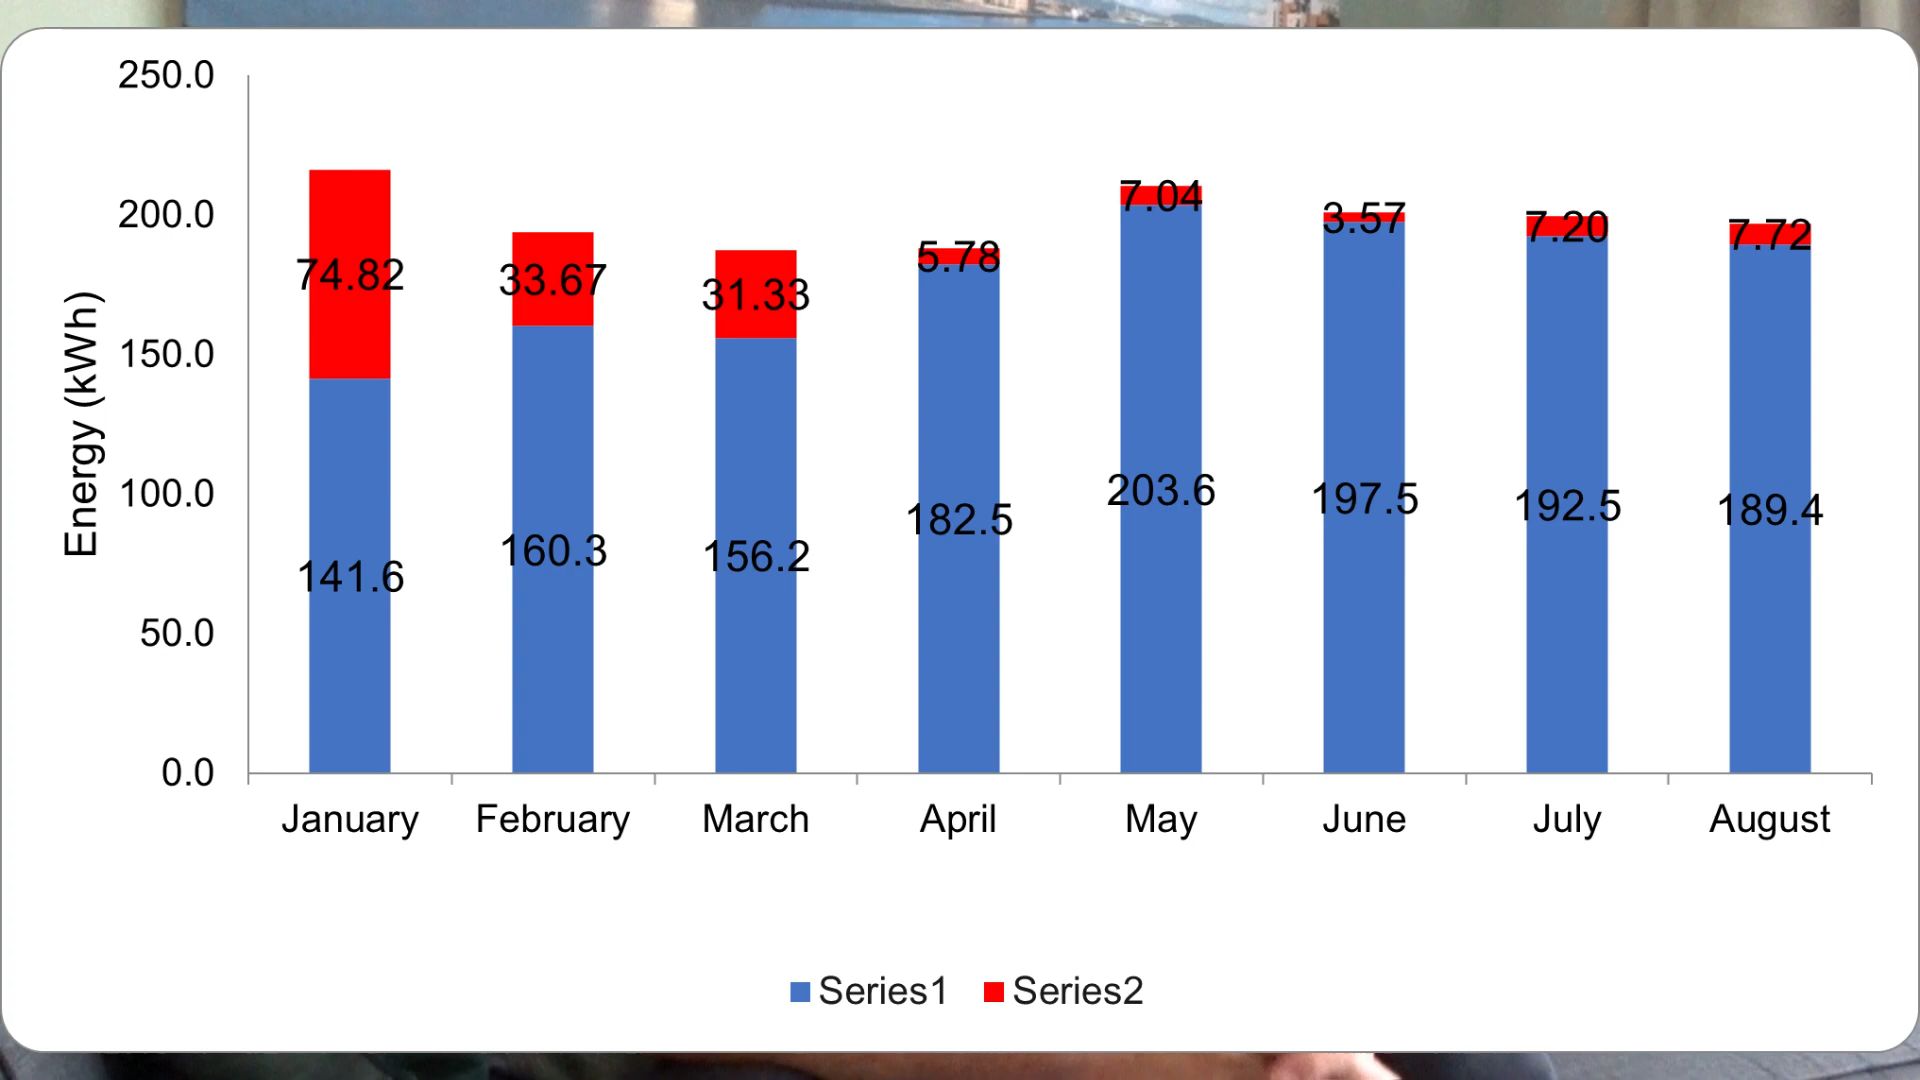 250.0
200.0
150.0
100.0
50.0
0.0
Energy (kWh)
74.82 33.67 31.33 5.78 7.04 3.57 7.20 7.72
141.6 160.3 156.2 182.5 203.6 197.5 192.5 189.4
January February March April May June July August
Series1 Series2